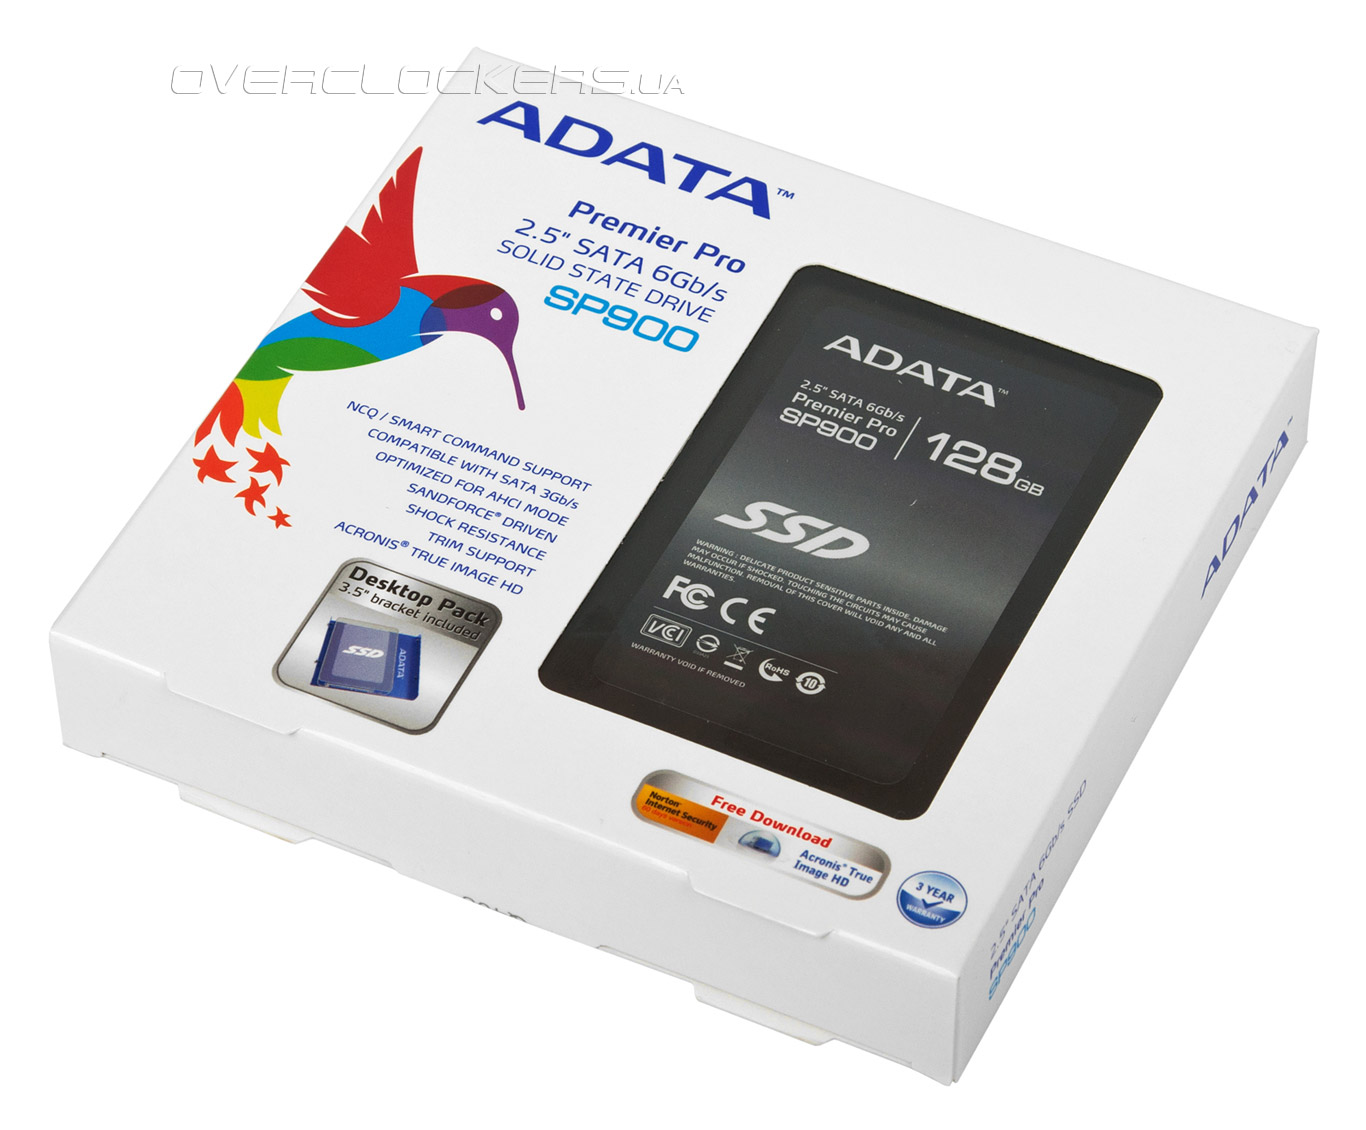 OVERCLOCKERS.UA
ADATA™
Premier Pro
2.5" SATA 6Gb/s
SOLID STATE DRIVE
SP900
NCQ / SMART COMMAND SUPPORT
COMPATIBLE WITH SATA 3Gb/s
OPTIMIZED FOR AHCI MODE
SANDFORCE® DRIVEN
SHOCK RESISTANCE
TRIM SUPPORT
ACRONIS® TRUE IMAGE HD
Desktop Pack
3.5" bracket included
SSD
ADATA
ADATA™
2.5" SATA 6Gb/s
Premier Pro
SP900
128GB
SSD
WARNING : DELICATE PRODUCT SENSITIVE PARTS INSIDE. DAMAGE
MAY OCCUR IF SHOCKED. TOUCHING THE CIRCUITS MAY CAUSE
MALFUNCTION. REMOVAL OF THIS COVER WILL VOID ANY AND ALL
WARRANTIES.
FC CE
VCI
RoHS
10
WARRANTY VOID IF REMOVED
Norton™
Internet Security
60 days version
Free Download
Acronis® True
Image HD
3 YEAR
WARRANTY
ADATA
2.5" SATA 6Gb/s SSD
Premier Pro
SP900